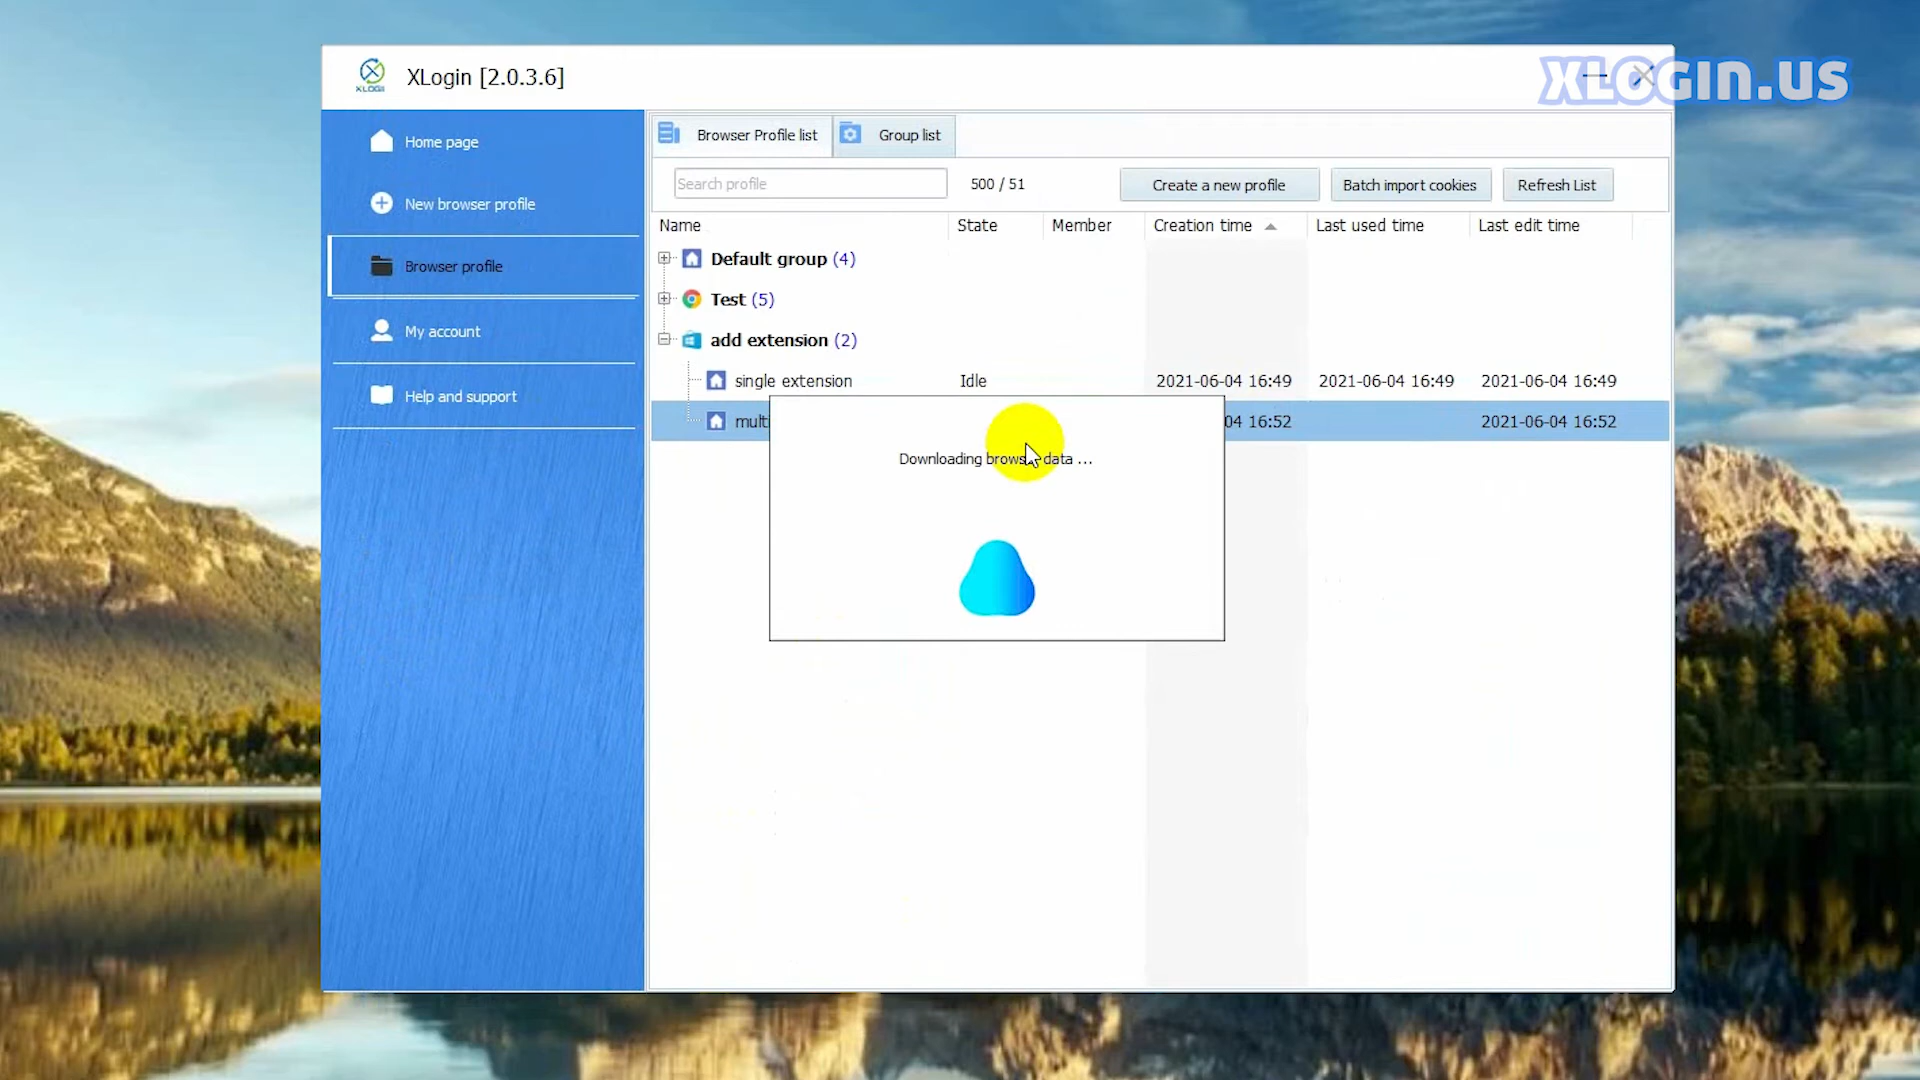 XLogin [2.0.3.6]
XLOGIN.US
XLOGIN
Home page
New browser profile
Browser profile
My account
Help and support
Browser Profile list
Group list
Search profile
500 / 51
Create a new profile
Batch import cookies
Refresh List
Name State Member Creation time Last used time Last edit time
Default group (4)
Test (5)
add extension (2)
single extension Idle 2021-06-04 16:49 2021-06-04 16:49 2021-06-04 16:49
multi 04 16:52 2021-06-04 16:52
Downloading browser data ...